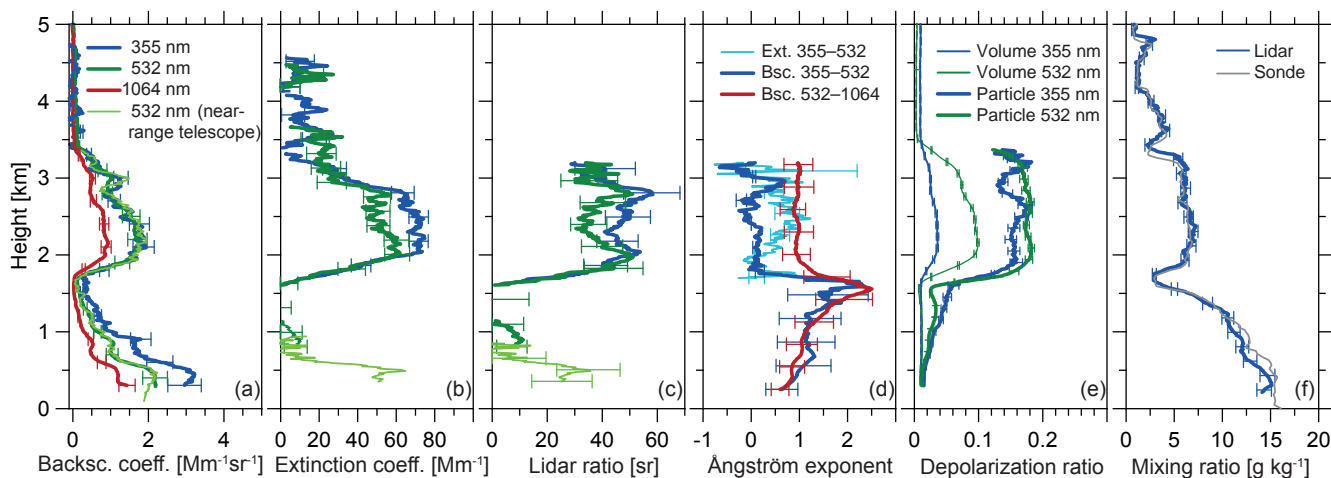 5
4
3
2
1
0
Height [km]
355 nm
532 nm
1064 nm
532 nm (near-
range telescope)
(a)
0 2 4
Backsc. coeff. [Mm⁻¹sr⁻¹]
(b)
0 20 40 60 80
Extinction coeff. [Mm⁻¹]
(c)
0 20 40 60 80
Lidar ratio [sr]
Ext. 355–532
Bsc. 355–532
Bsc. 532–1064
(d)
-1 0 1 2
Ångström exponent
Volume 355 nm
Volume 532 nm
Particle 355 nm
Particle 532 nm
(e)
0 0.1 0.2
Depolarization ratio
Lidar
Sonde
(f)
0 5 10 15 20
Mixing ratio [g kg⁻¹]